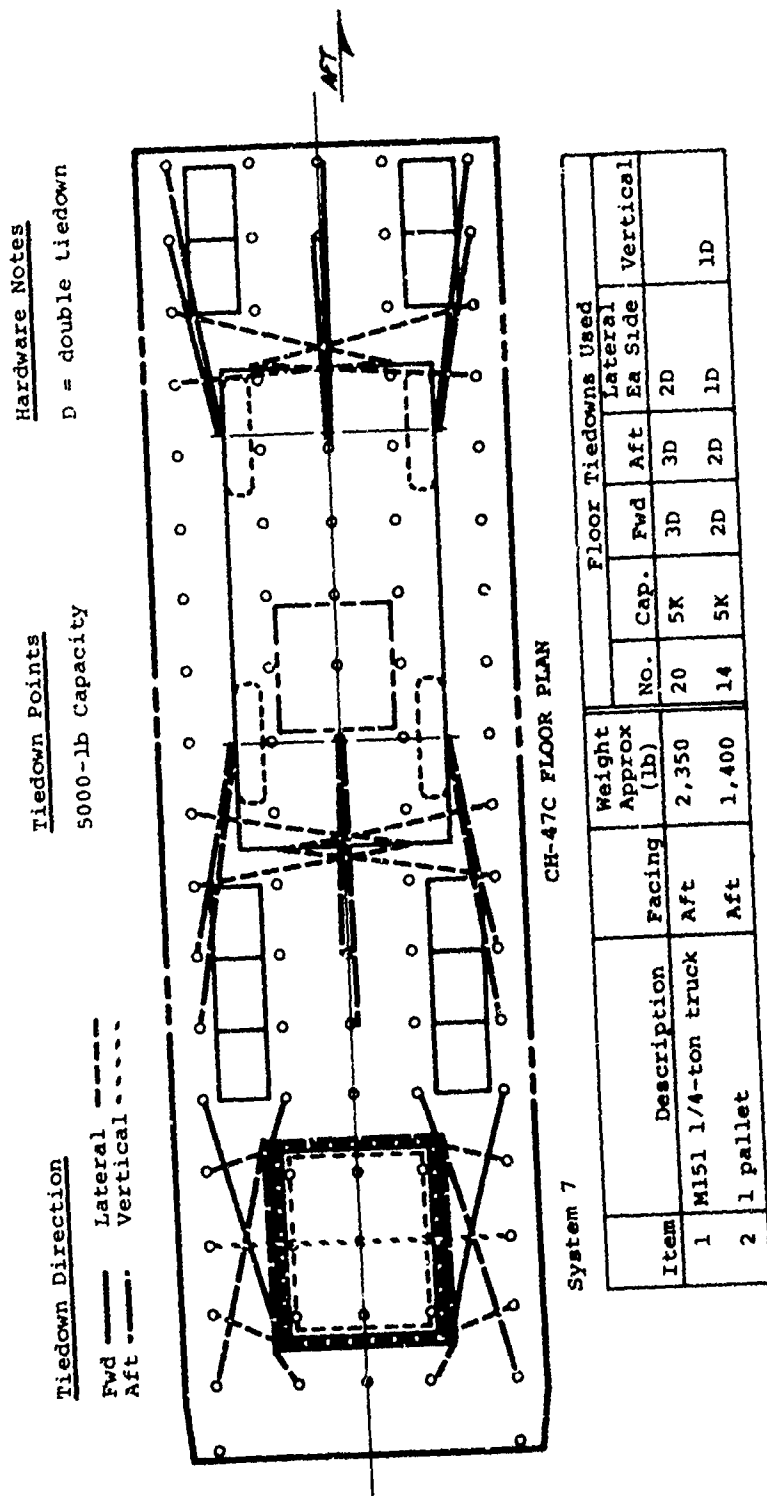 Tiedown Direction
Fwd
Aft
Lateral
Vertical
Tiedown Points
5000-lb Capacity
Hardware Notes
D = double tiedown
AFT
CH-47C FLOOR PLAN
System 7
Item Description Facing Weight Approx (lb) Floor Tiedowns Used
No. Cap. Fwd Aft Lateral Ea Side Vertical
1 M151 1/4-ton truck Aft 2,350 20 5K 3D 3D 2D
2 1 pallet Aft 1,400 14 5K 2D 2D 1D 1D